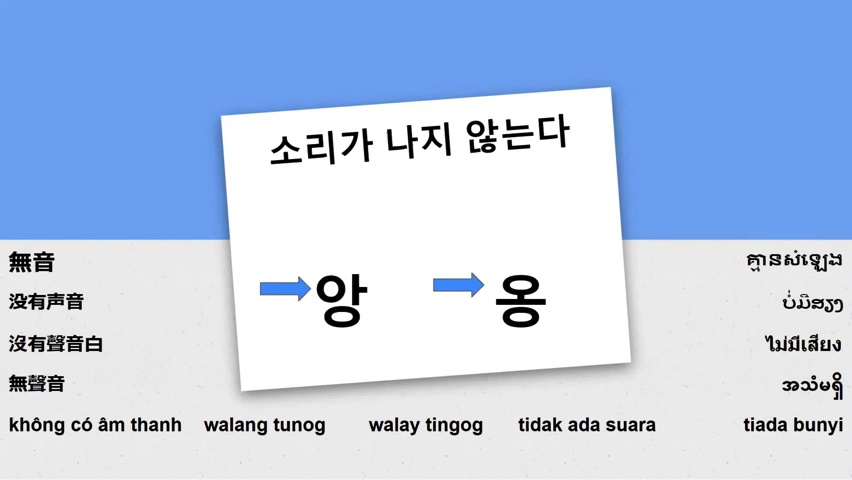 소리가 나지 않는다
앙 옹
無音
没有声音
沒有聲音白
無聲音
គ្មានសំឡេង
ບໍ່ມີສຽງ
ไม่มีเสียง
အသံမရှိ
không có âm thanh walang tunog walay tingog tidak ada suara tiada bunyi